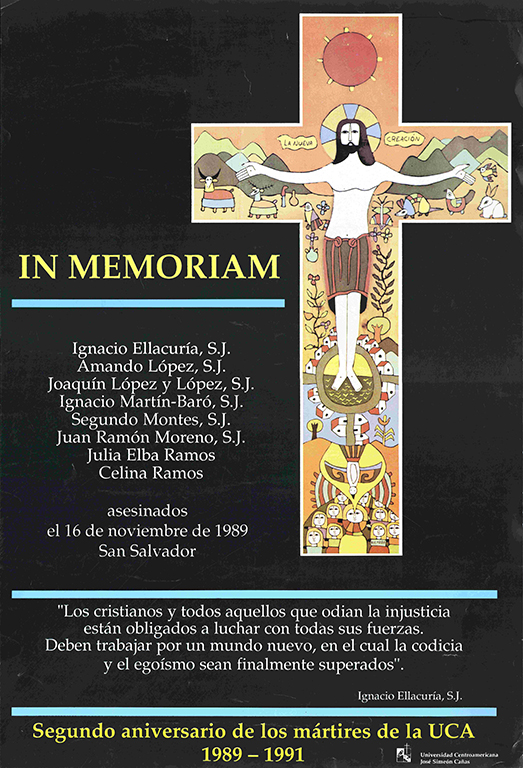 LA NUEVA CREACIÓN
IN MEMORIAM
Ignacio Ellacuría, S.J.
Amando López, S.J.
Joaquín López y López, S.J.
Ignacio Martín-Baró, S.J.
Segundo Montes, S.J.
Juan Ramón Moreno, S.J.
Julia Elba Ramos
Celina Ramos
asesinados
el 16 de noviembre de 1989
San Salvador
"Los cristianos y todos aquellos que odian la injusticia
están obligados a luchar con todas sus fuerzas.
Deben trabajar por un mundo nuevo, en el cual la codicia
y el egoísmo sean finalmente superados".
Ignacio Ellacuría, S.J.
Segundo aniversario de los mártires de la UCA
1989 – 1991
Universidad Centroamericana
José Simeón Cañas